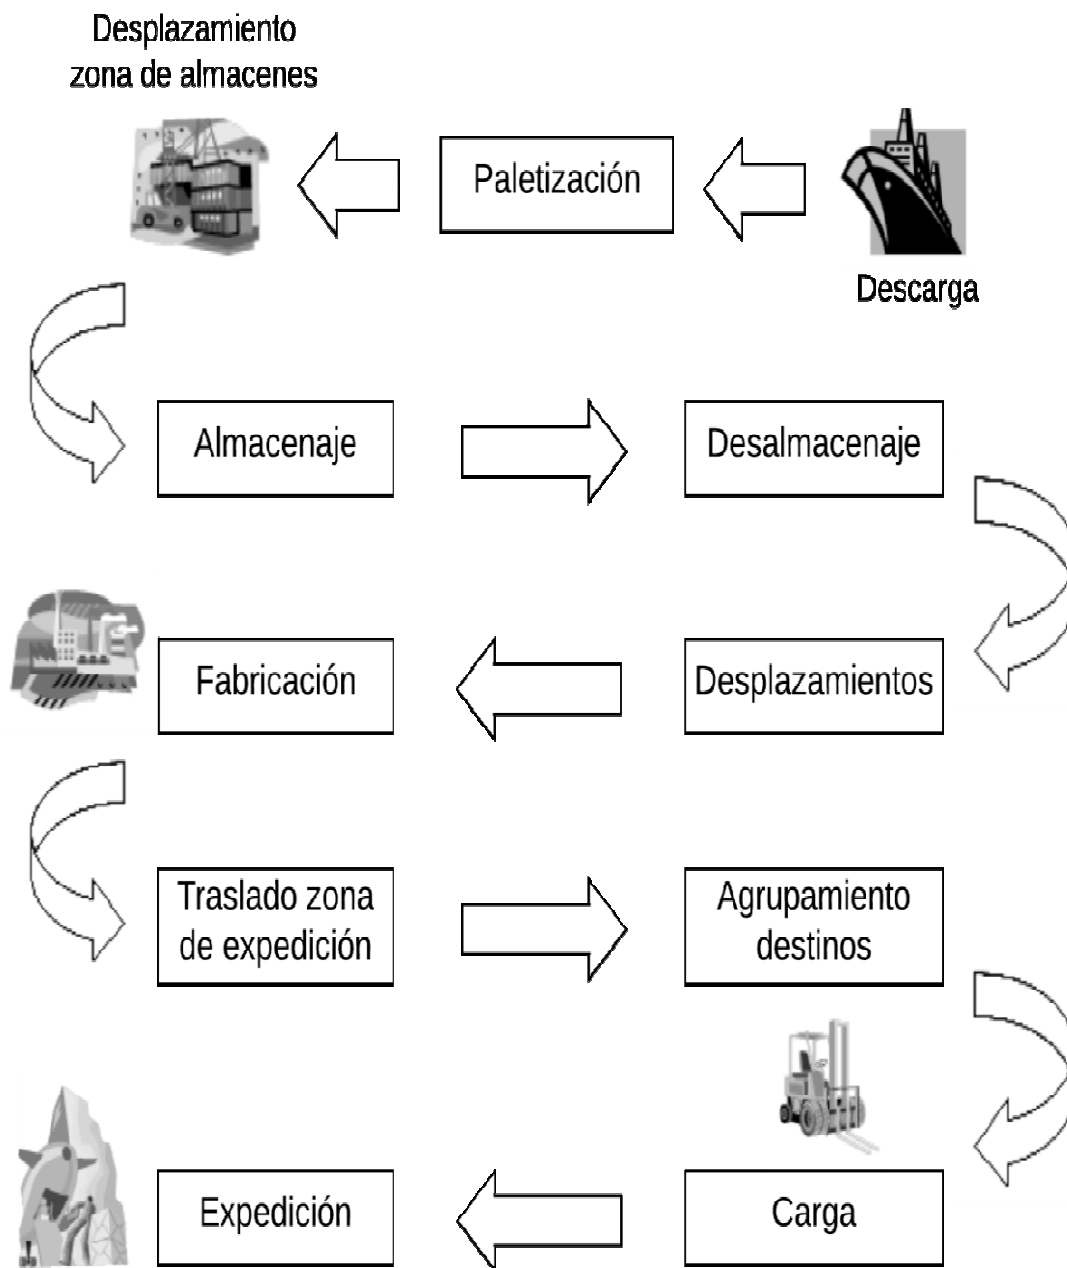 Desplazamiento
zona de almacenes
Paletización
Descarga
Almacenaje
Desalmacenaje
Fabricación
Desplazamientos
Traslado zona
de expedición
Agrupamiento
destinos
Expedición
Carga